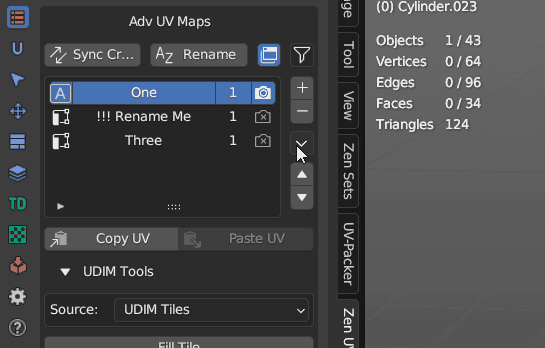 Adv UV Maps
Sync Cr...
AZ Rename
A One 1
!!! Rename Me 1
Three 1
Copy UV
Paste UV
UDIM Tools
Source: UDIM Tiles
Fill Tile
TD
Tool
View
Zen Sets
UV-Packer
Zen U
(0) Cylinder.023
Objects 1 / 43
Vertices 0 / 64
Edges 0 / 96
Faces 0 / 34
Triangles 124